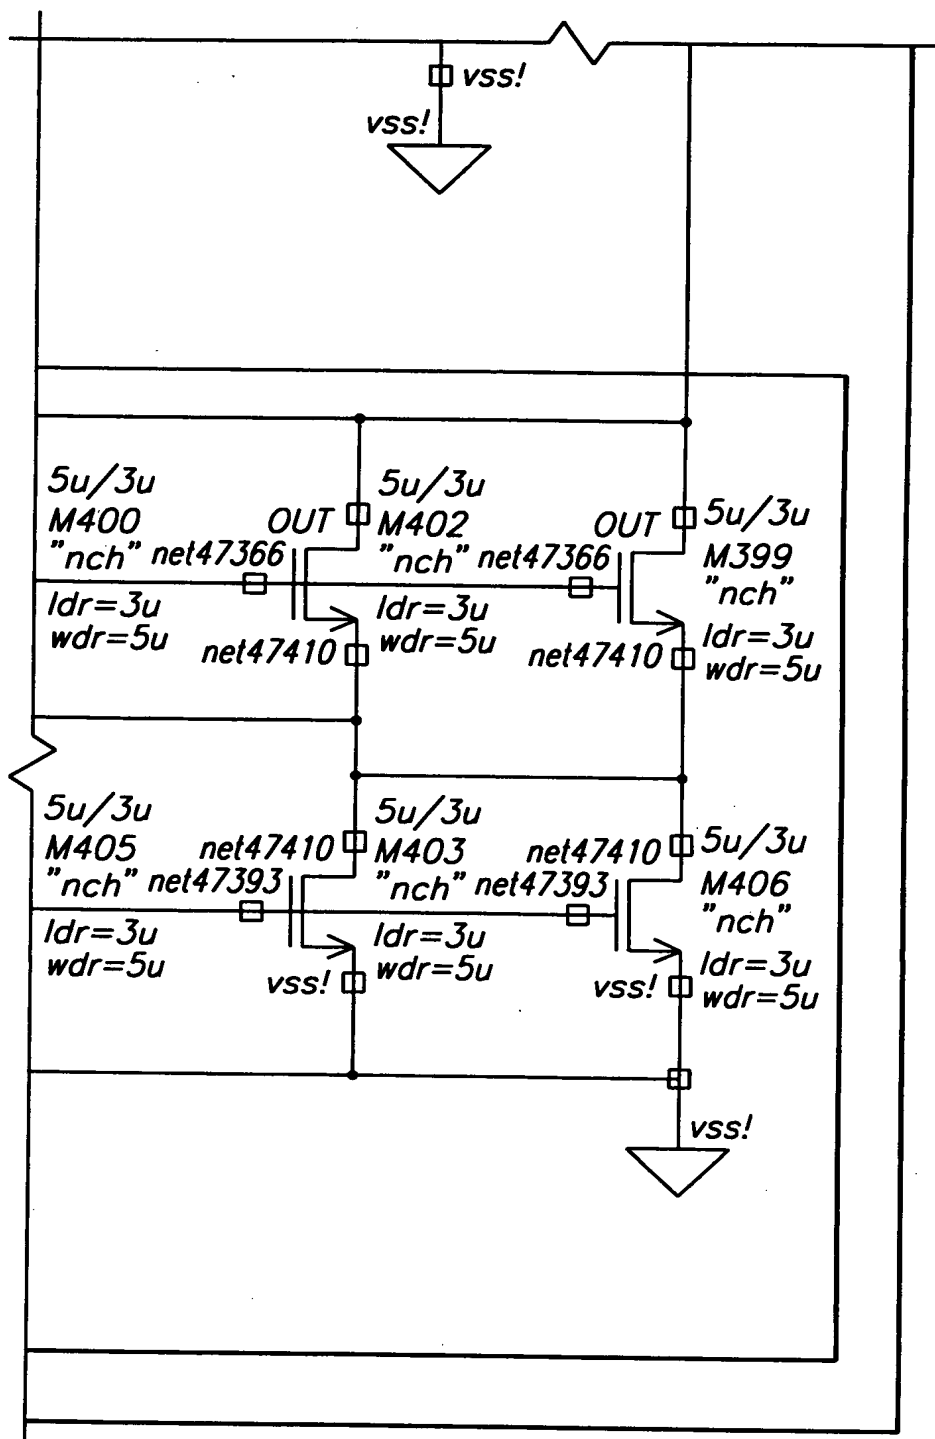 vss!
vss!
5u/3u
M400
"nch"
ldr=3u
wdr=5u
OUT
net47366
net47410
5u/3u
M402
"nch"
ldr=3u
wdr=5u
OUT
net47366
net47410
5u/3u
M399
"nch"
ldr=3u
wdr=5u
5u/3u
M405
"nch"
ldr=3u
wdr=5u
net47410
net47393
vss!
5u/3u
M403
"nch"
ldr=3u
wdr=5u
net47410
net47393
vss!
5u/3u
M406
"nch"
ldr=3u
wdr=5u
vss!